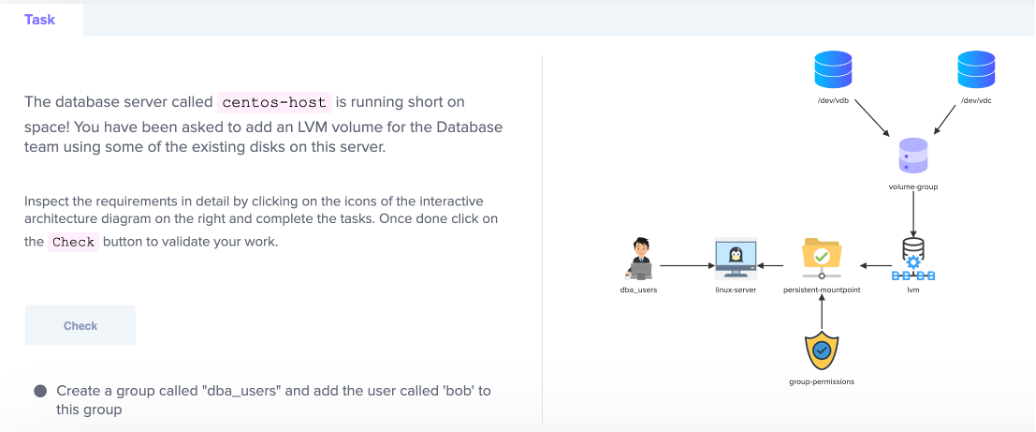 Task
The database server called centos-host is running short on
space! You have been asked to add an LVM volume for the Database
team using some of the existing disks on this server.
Inspect the requirements in detail by clicking on the icons of the interactive
architecture diagram on the right and complete the tasks. Once done click on
the Check button to validate your work.
Check
Create a group called "dba_users" and add the user called 'bob' to
this group
/dev/vdb
/dev/vdc
volume-group
dba_users
linux-server
persistent-mountpoint
lvm
group-permissions